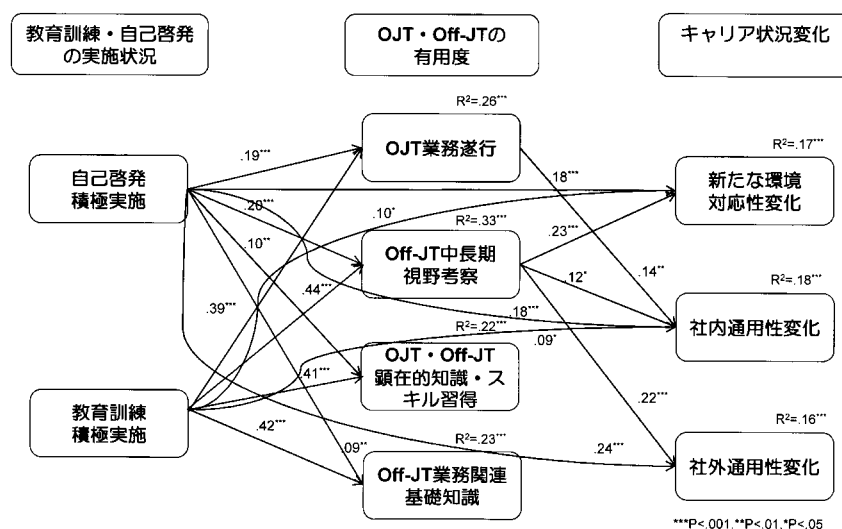 教育訓練・自己啓発
の実施状況
OJT・Off-JTの
有用度
キャリア状況変化
R²=.26***
OJT業務遂行
.19***
自己啓発
積極実施
.18***
R²=.17***
新たな環境
対応性変化
.20***
.10*
R²=.33***
.10**
Off-JT中長期
視野考察
.23***
.44***
.12*
.14**
R²=.18***
.39***
.18***
社内通用性変化
R²=.22***
.09*
OJT・Off-JT
顕在的知識・ス
キル習得
.41***
教育訓練
積極実施
.22***
.42***
R²=.16***
.09**
R²=.23***
.24***
社外通用性変化
Off-JT業務関連
基礎知識
***P<.001.**P<.01.*P<.05